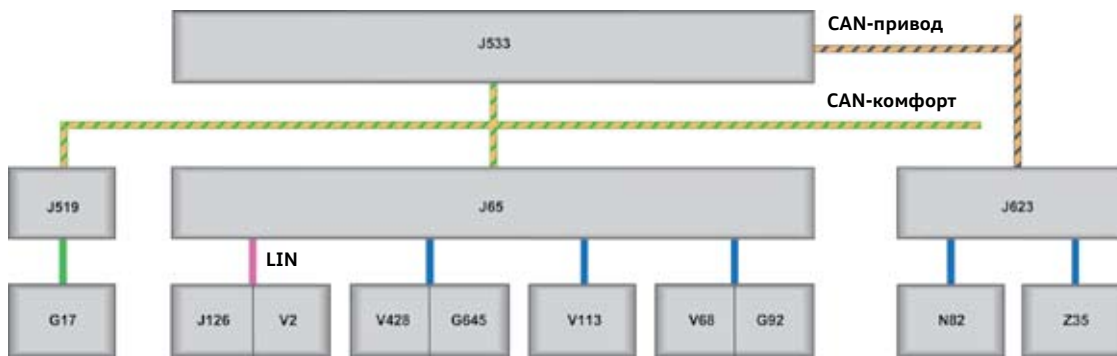 J533
CAN-привод
CAN-комфорт
J519
J65
J623
LIN
G17
J126
V2
V428
G645
V113
V68
G92
N82
Z35